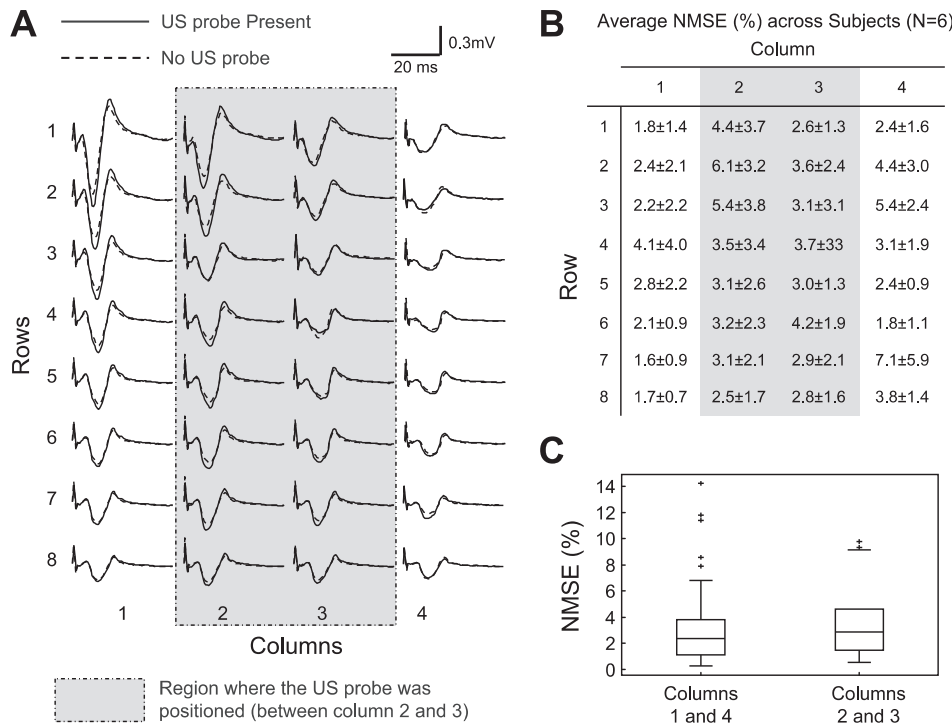 A
US probe Present
No US probe
0.3mV
20 ms
Rows
1
2
3
4
5
6
7
8
1 2 3 4
Columns
Region where the US probe was
positioned (between column 2 and 3)
B
Average NMSE (%) across Subjects (N=6)
Column
1 2 3 4
Row
1 1.8±1.4 4.4±3.7 2.6±1.3 2.4±1.6
2 2.4±2.1 6.1±3.2 3.6±2.4 4.4±3.0
3 2.2±2.2 5.4±3.8 3.1±3.1 5.4±2.4
4 4.1±4.0 3.5±3.4 3.7±33 3.1±1.9
5 2.8±2.2 3.1±2.6 3.0±1.3 2.4±0.9
6 2.1±0.9 3.2±2.3 4.2±1.9 1.8±1.1
7 1.6±0.9 3.1±2.1 2.9±2.1 7.1±5.9
8 1.7±0.7 2.5±1.7 2.8±1.6 3.8±1.4
C
NMSE (%)
14
12
10
8
6
4
2
0
Columns
1 and 4
Columns
2 and 3